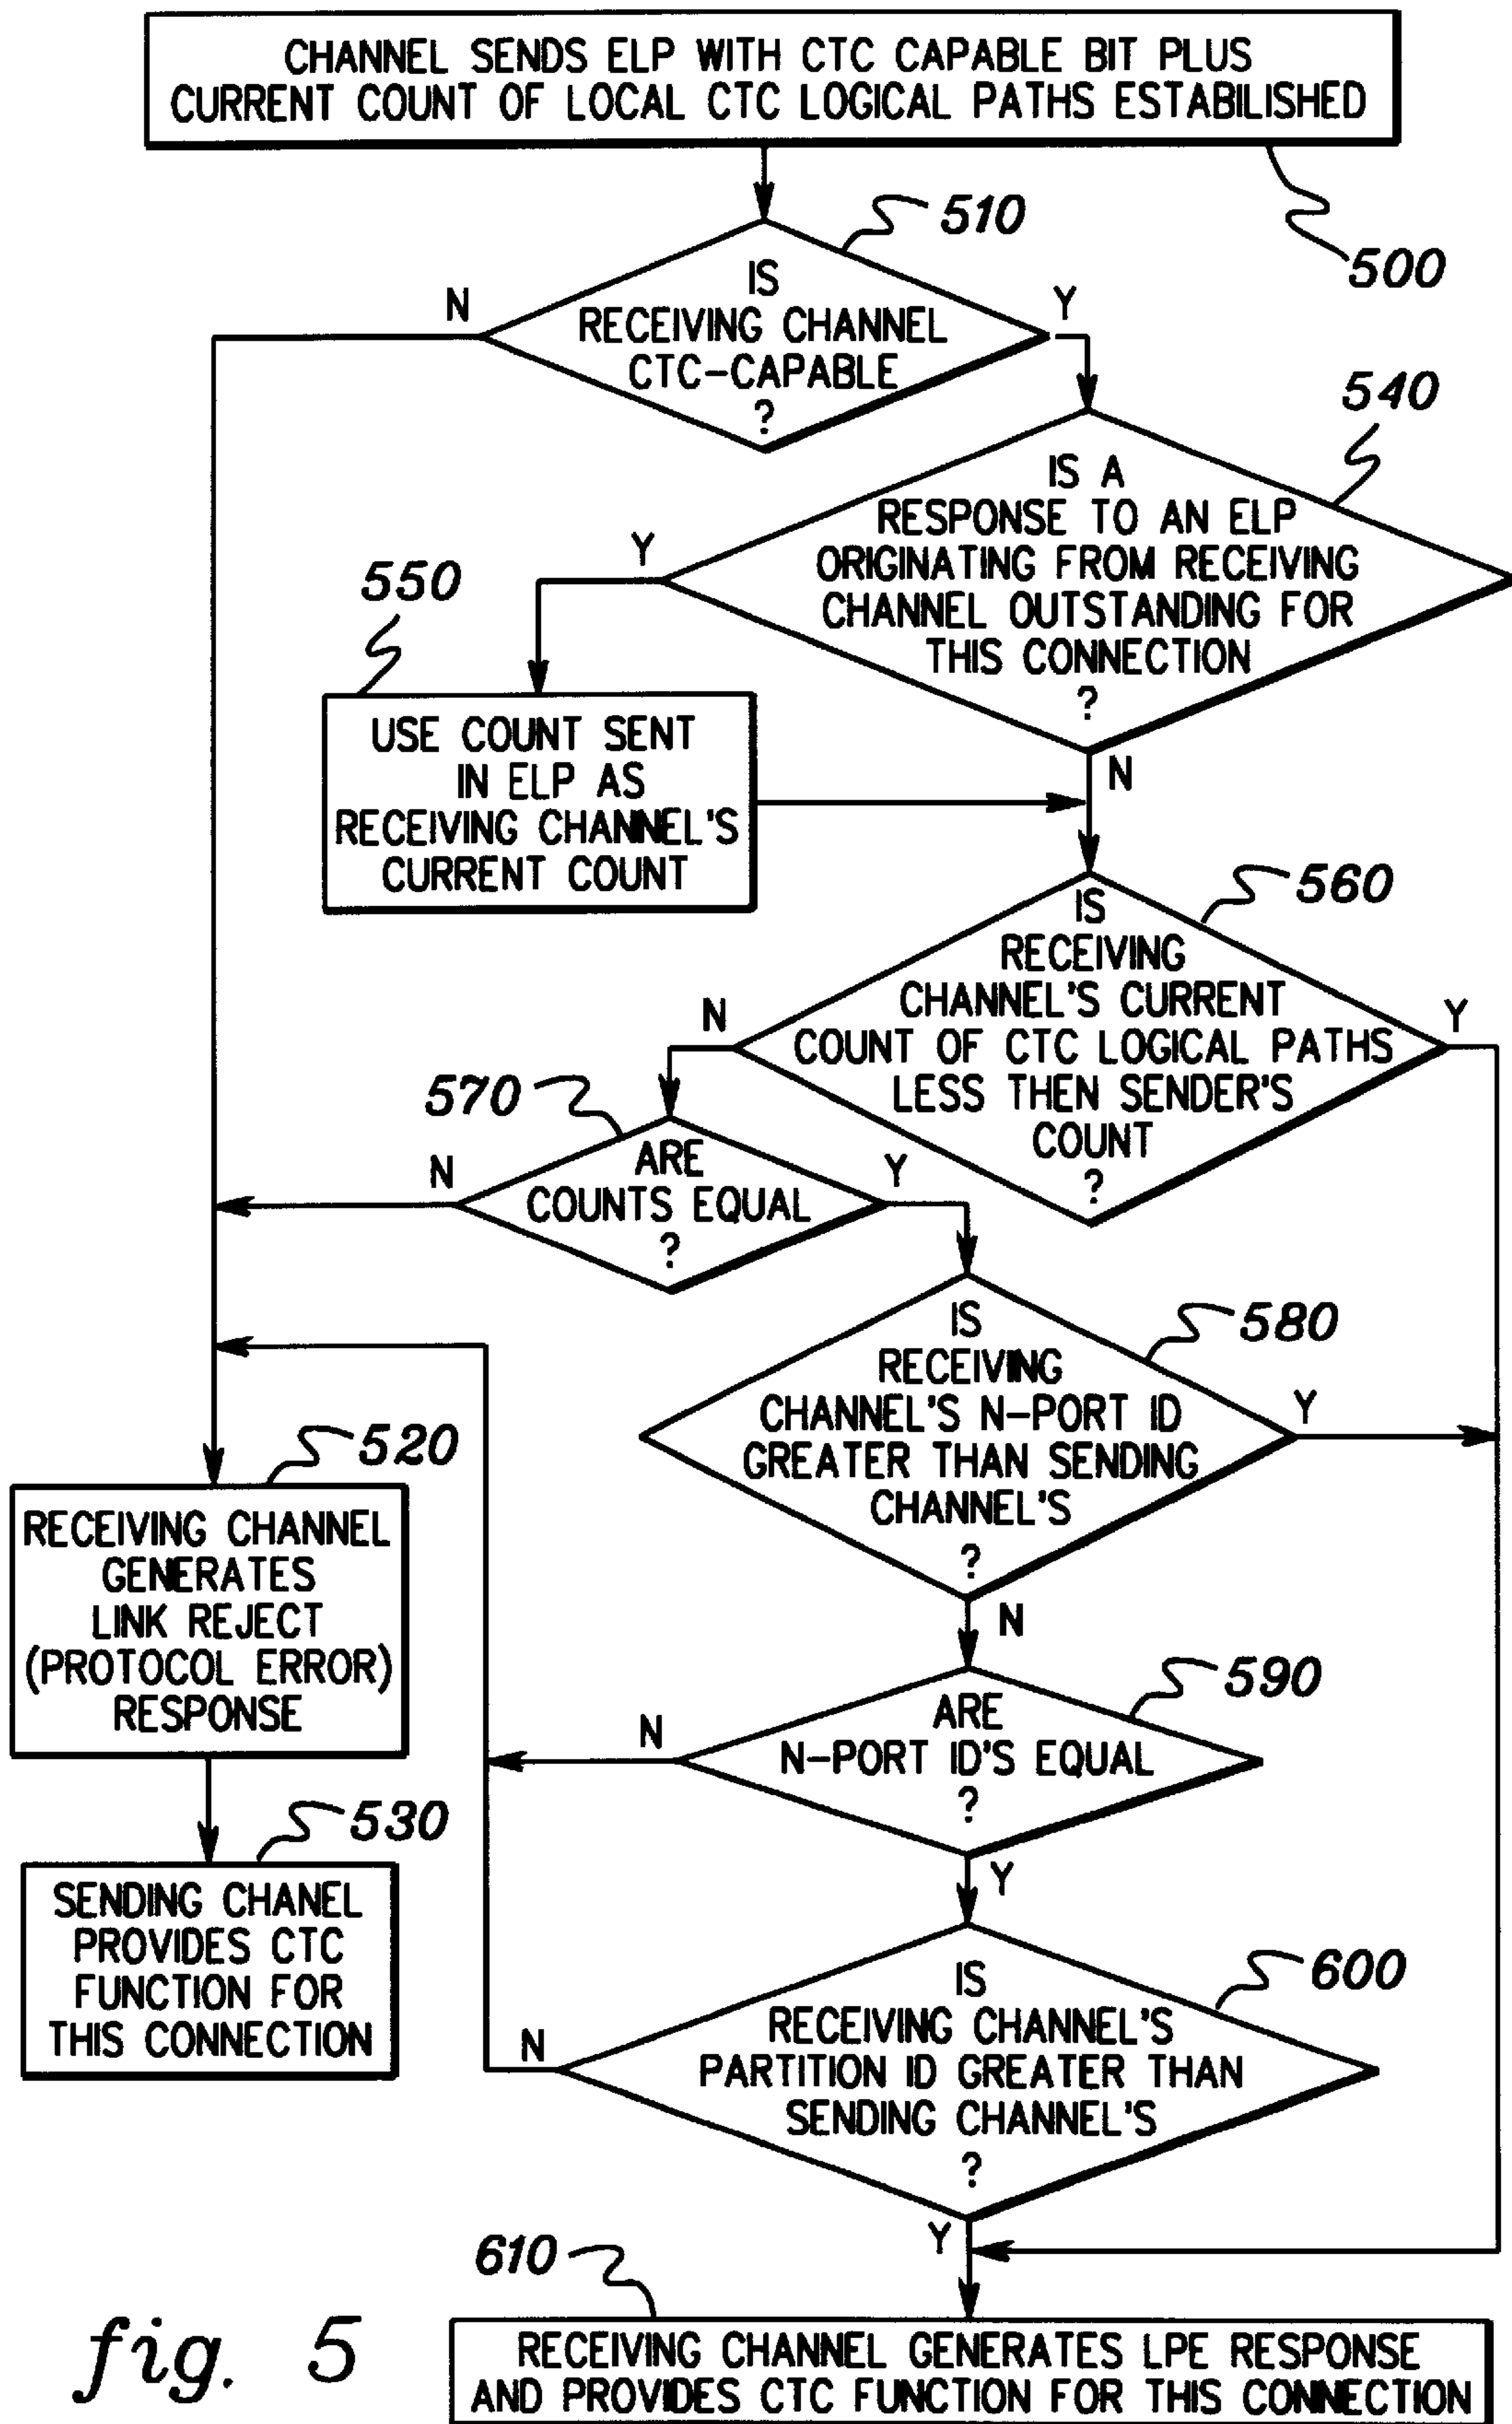 CHANNEL SENDS ELP WITH CTC CAPABLE BIT PLUS
CURRENT COUNT OF LOCAL CTC LOGICAL PATHS ESTABILISHED
500
510
IS
RECEIVING CHANNEL
CTC-CAPABLE
?
N
Y
540
IS A
RESPONSE TO AN ELP
ORIGINATING FROM RECEIVING
CHANNEL OUTSTANDING FOR
THIS CONNECTION
?
Y
N
550
USE COUNT SENT
IN ELP AS
RECEIVING CHANNEL'S
CURRENT COUNT
560
IS
RECEIVING
CHANNEL'S CURRENT
COUNT OF CTC LOGICAL PATHS
LESS THEN SENDER'S
COUNT
?
N
Y
570
ARE
COUNTS EQUAL
?
N
Y
580
IS
RECEIVING
CHANNEL'S N-PORT ID
GREATER THAN SENDING
CHANNEL'S
?
Y
N
520
RECEIVING CHANNEL
GENERATES
LINK REJECT
(PROTOCOL ERROR)
RESPONSE
590
ARE
N-PORT ID'S EQUAL
?
N
Y
530
SENDING CHANEL
PROVIDES CTC
FUNCTION FOR
THIS CONNECTION
600
IS
RECEIVING CHANNEL'S
PARTITION ID GREATER THAN
SENDING CHANNEL'S
?
N
Y
610
RECEIVING CHANNEL GENERATES LPE RESPONSE
AND PROVIDES CTC FUNCTION FOR THIS CONNECTION
fig. 5